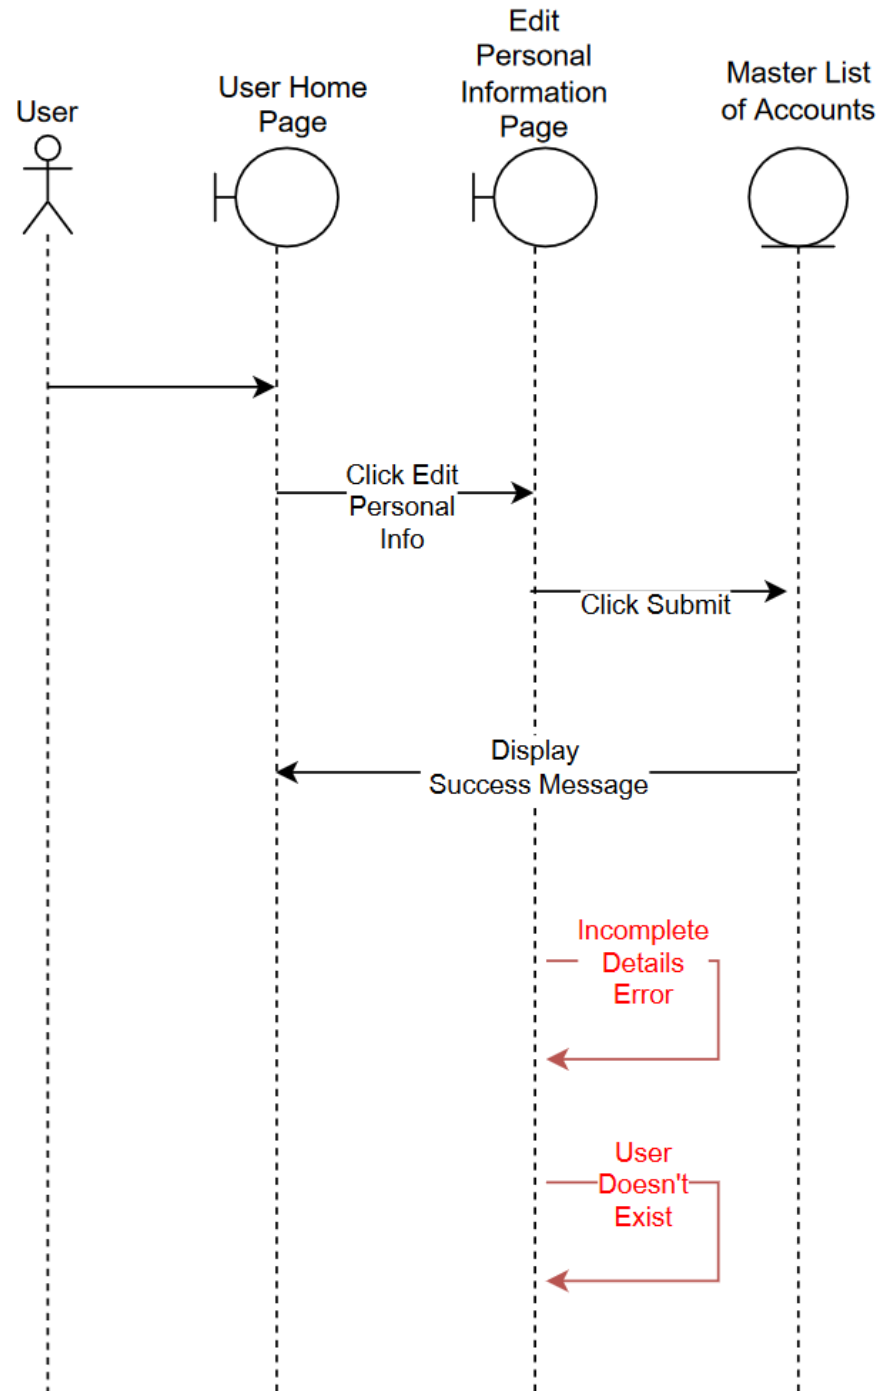 User
User Home
Page
Edit
Personal
Information
Page
Master List
of Accounts
Click Edit
Personal
Info
Click Submit
Display
Success Message
Incomplete
Details
Error
User
Doesn't
Exist